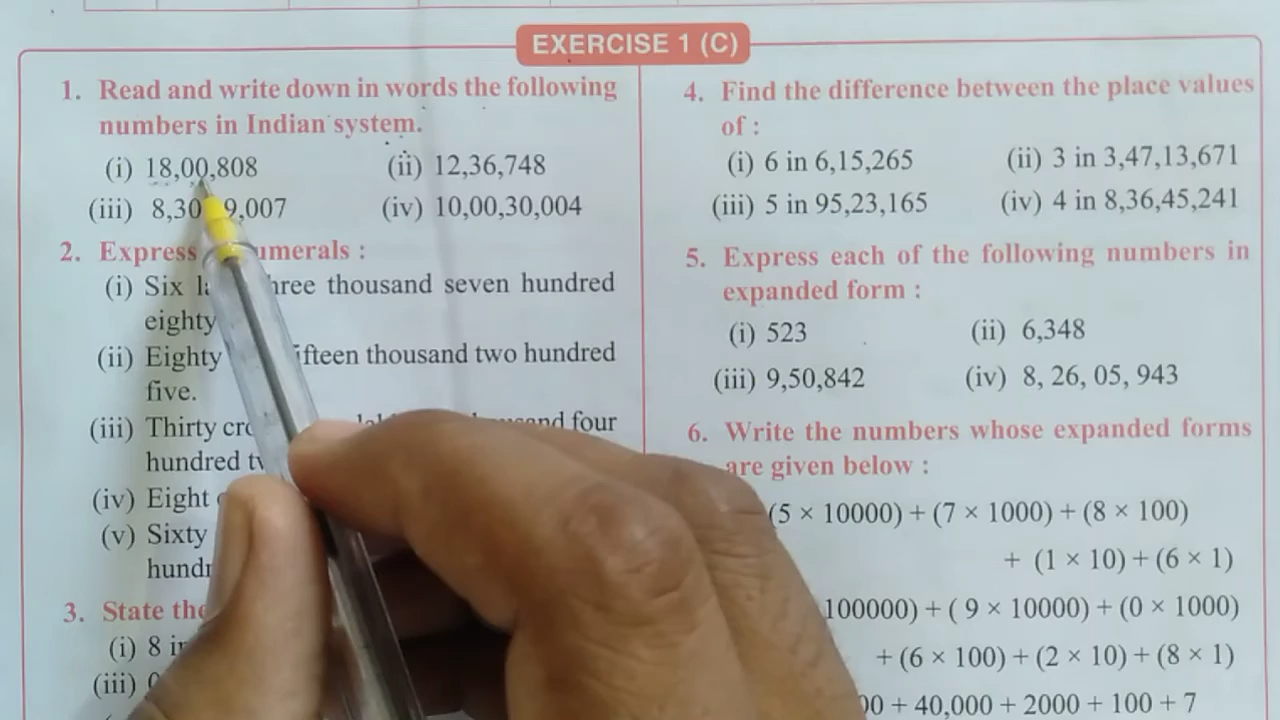 EXERCISE 1 (C)
1. Read and write down in words the following
numbers in Indian system.
(i) 18,00,808 (ii) 12,36,748
(iii) 8,30 9,007 (iv) 10,00,30,004
2. Express umerals :
(i) Six three thousand seven hundred
eighty
(ii) Eighty fifteen thousand two hundred
five.
(iii) Thirty four
hundred
(iv) Eight
(v) Sixty
3. State the
(i) 8
(iii)
4. Find the difference between the place values
of :
(i) 6 in 6,15,265 (ii) 3 in 3,47,13,671
(iii) 5 in 95,23,165 (iv) 4 in 8,36,45,241
5. Express each of the following numbers in
expanded form :
(i) 523 (ii) 6,348
(iii) 9,50,842 (iv) 8, 26, 05, 943
6. Write the numbers whose expanded forms
are given below :
(5 × 10000) + (7 × 1000) + (8 × 100)
+ (1 × 10) + (6 × 1)
100000) + ( 9 × 10000) + (0 × 1000)
+ (6 × 100) + (2 × 10) + (8 × 1)
+ 40,000 + 2000 + 100 + 7